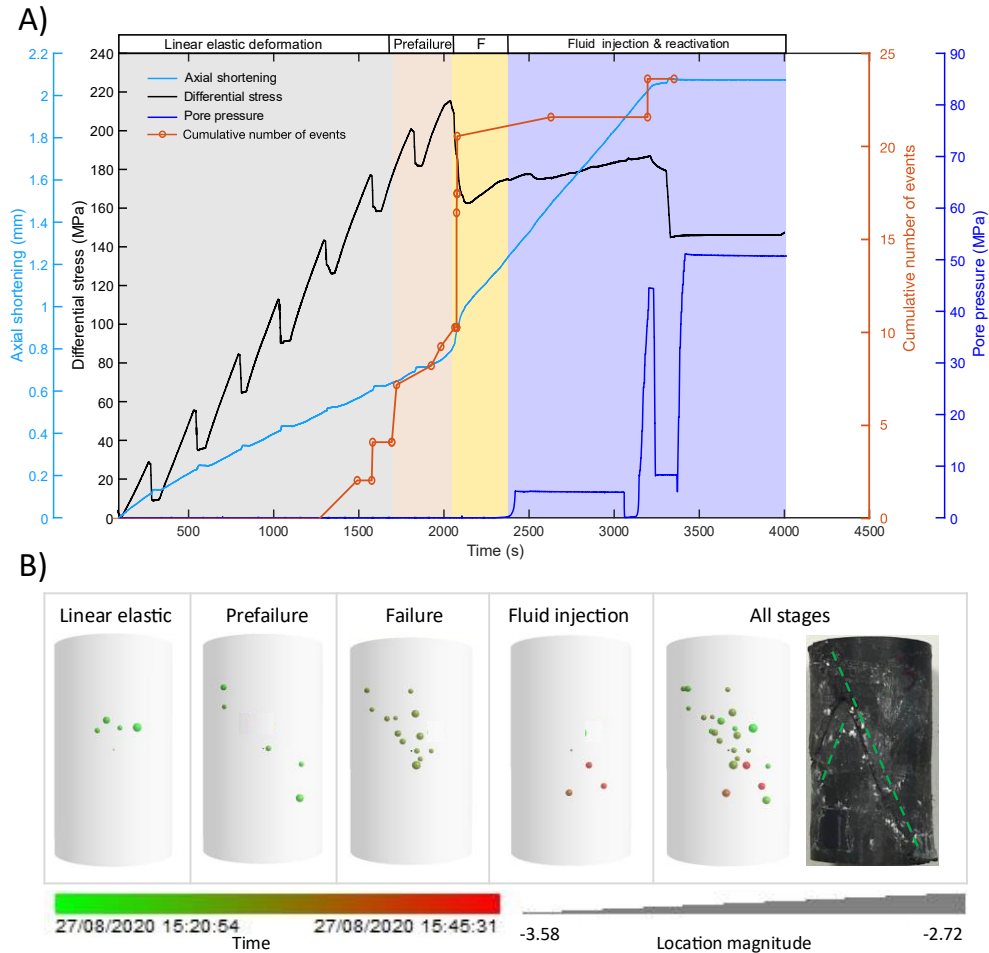 A)
Linear elastic deformation Prefailure F Fluid injection & reactivation
Axial shortening
Differential stress
Pore pressure
Cumulative number of events
Axial shortening (mm)
2.2
2
1.8
1.6
1.4
1.2
1
0.8
0.6
0.4
0.2
0
Differential stress (MPa)
240
220
200
180
160
140
120
100
80
60
40
20
0
Cumulative number of events
25
20
15
10
5
0
Pore pressure (MPa)
90
80
70
60
50
40
30
20
10
0
500 1000 1500 2000 2500 3000 3500 4000 4500
Time (s)
B)
Linear elastic Prefailure Failure Fluid injection All stages
27/08/2020 15:20:54 27/08/2020 15:45:31
Time
-3.58 -2.72
Location magnitude